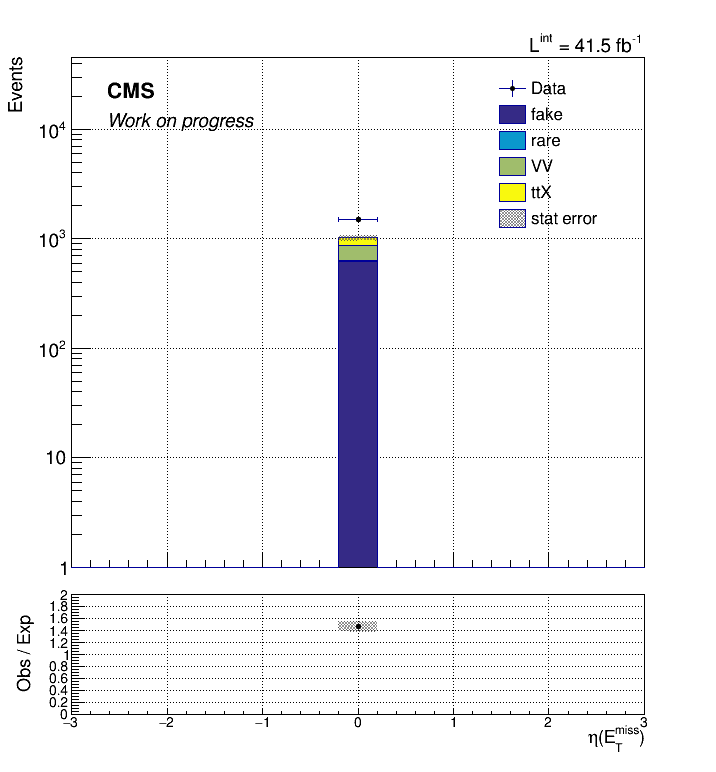 L^int = 41.5 fb^-1
Events
CMS
Work on progress
Data
fake
rare
VV
ttX
stat error
10^4
10^3
10^2
10
1
Obs / Exp
2
1.8
1.6
1.4
1.2
1
0.8
0.6
0.4
0.2
0
−3 −2 −1 0 1 2 3
η(E_T^miss)